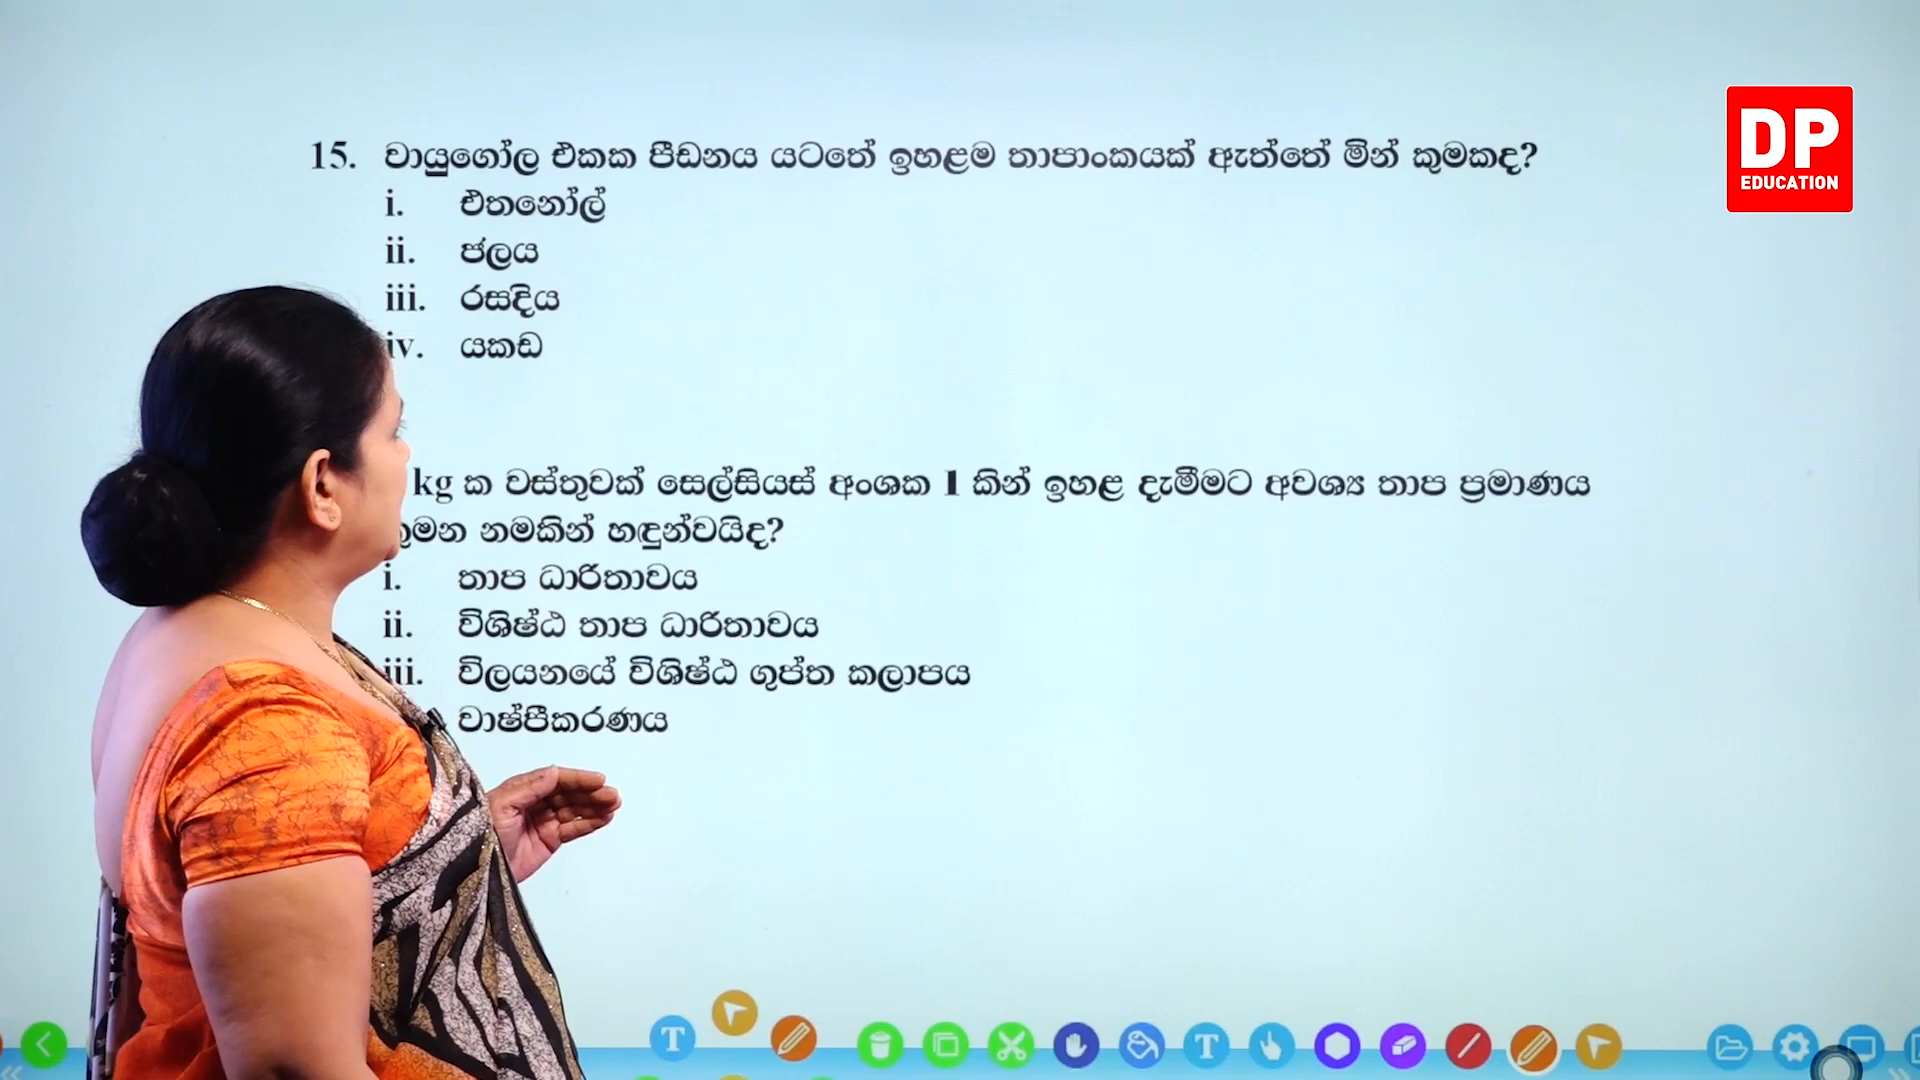 DP
EDUCATION
15. වායුගෝල එකක පීඩනය යටතේ ඉහළම තාපාංකයක් ඇත්තේ මින් කුමකද?
i. එතනෝල්
ii. ජලය
iii. රසදිය
iv. යකඩ
kg ක වස්තුවක් සෙල්සියස් අංශක 1 කින් ඉහළ දැමීමට අවශ්‍ය තාප ප්‍රමාණය
නමකින් හඳුන්වයිද?
i. තාප ධාරිතාවය
ii. විශිෂ්ඨ තාප ධාරිතාවය
iii. විලයනයේ විශිෂ්ඨ ගුප්ත කලාපය
වාෂ්පීකරණය